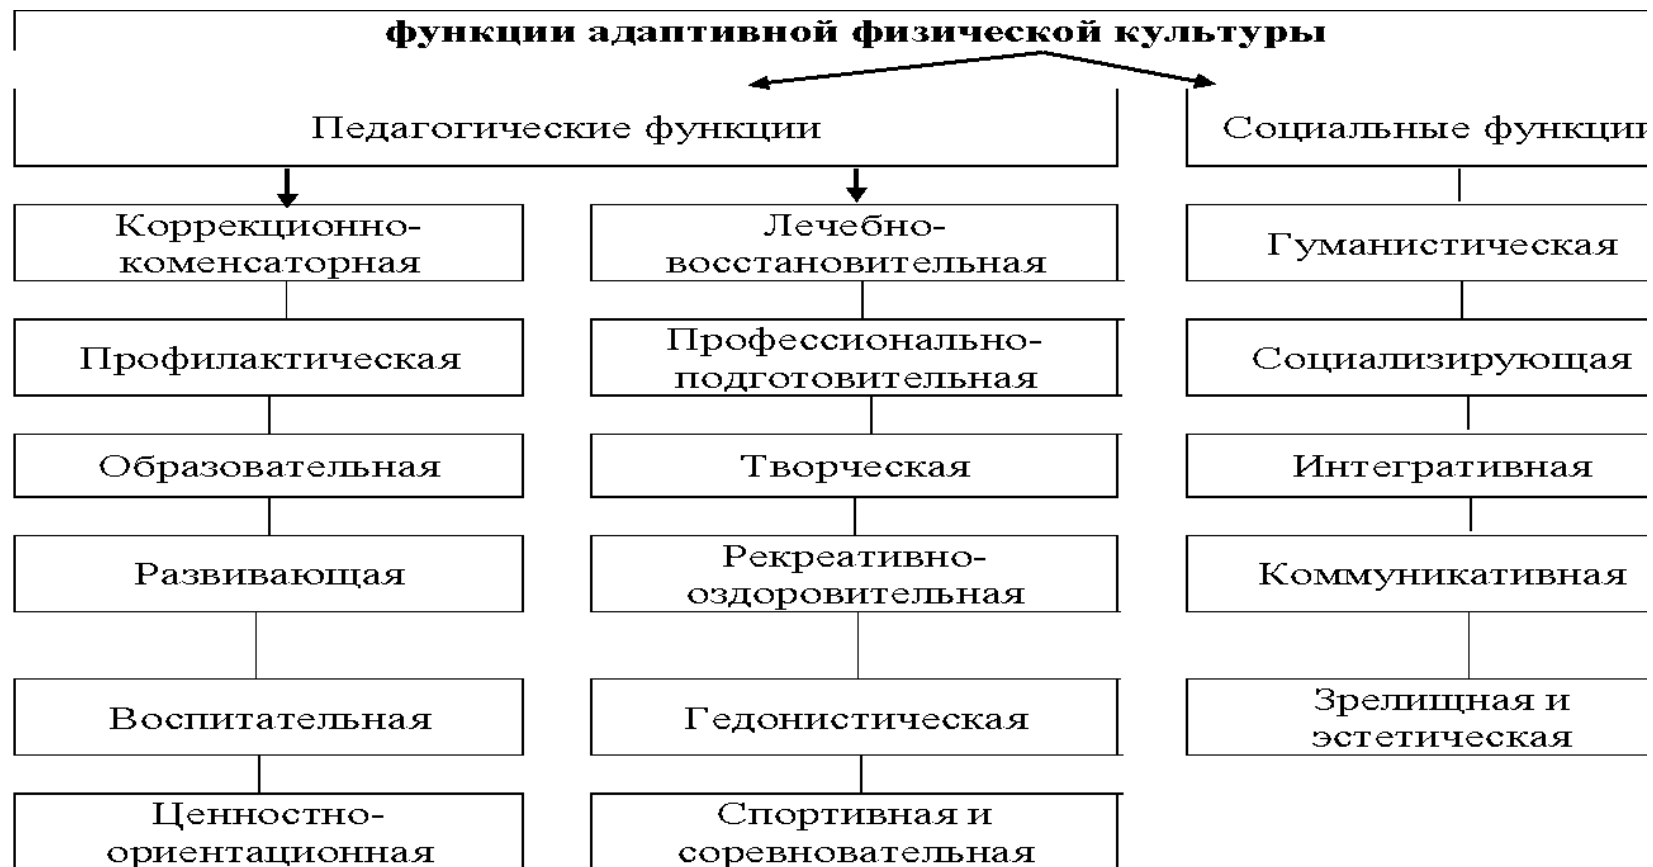 функции адаптивной физической культуры
Педагогические функции
Социальные функции
Коррекционно-
коменсаторная
Лечебно-
восстановительная
Гуманистическая
Профилактическая
Профессионально-
подготовительная
Социализирующая
Образовательная
Творческая
Интегративная
Развивающая
Рекреативно-
оздоровительная
Коммуникативная
Воспитательная
Гедонистическая
Зрелищная и
эстетическая
Ценностно-
ориентационная
Спортивная и
соревновательная